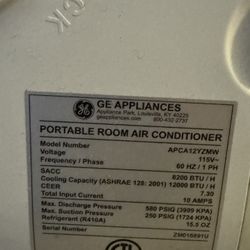 GE APPLIANCES
Appliance Park, Louisville, KY 40225
geappliances.com 800-432-2737
PORTABLE ROOM AIR CONDITIONER
Model Number APCA12YZMW
Voltage 115V~
Frequency / Phase 60 HZ / 1 PH
SACC 8200 BTU / H
Cooling Capacity (ASHRAE 128: 2001) 12000 BTU / H
CEER 7.30
Total Input Current 10 AMPS
Max. Discharge Pressure 580 PSIG (3999 KPA)
Max. Suction Pressure 250 PSIG (1724 KPA)
Refrigerant (R410A) 15.5 OZ
Serial Number